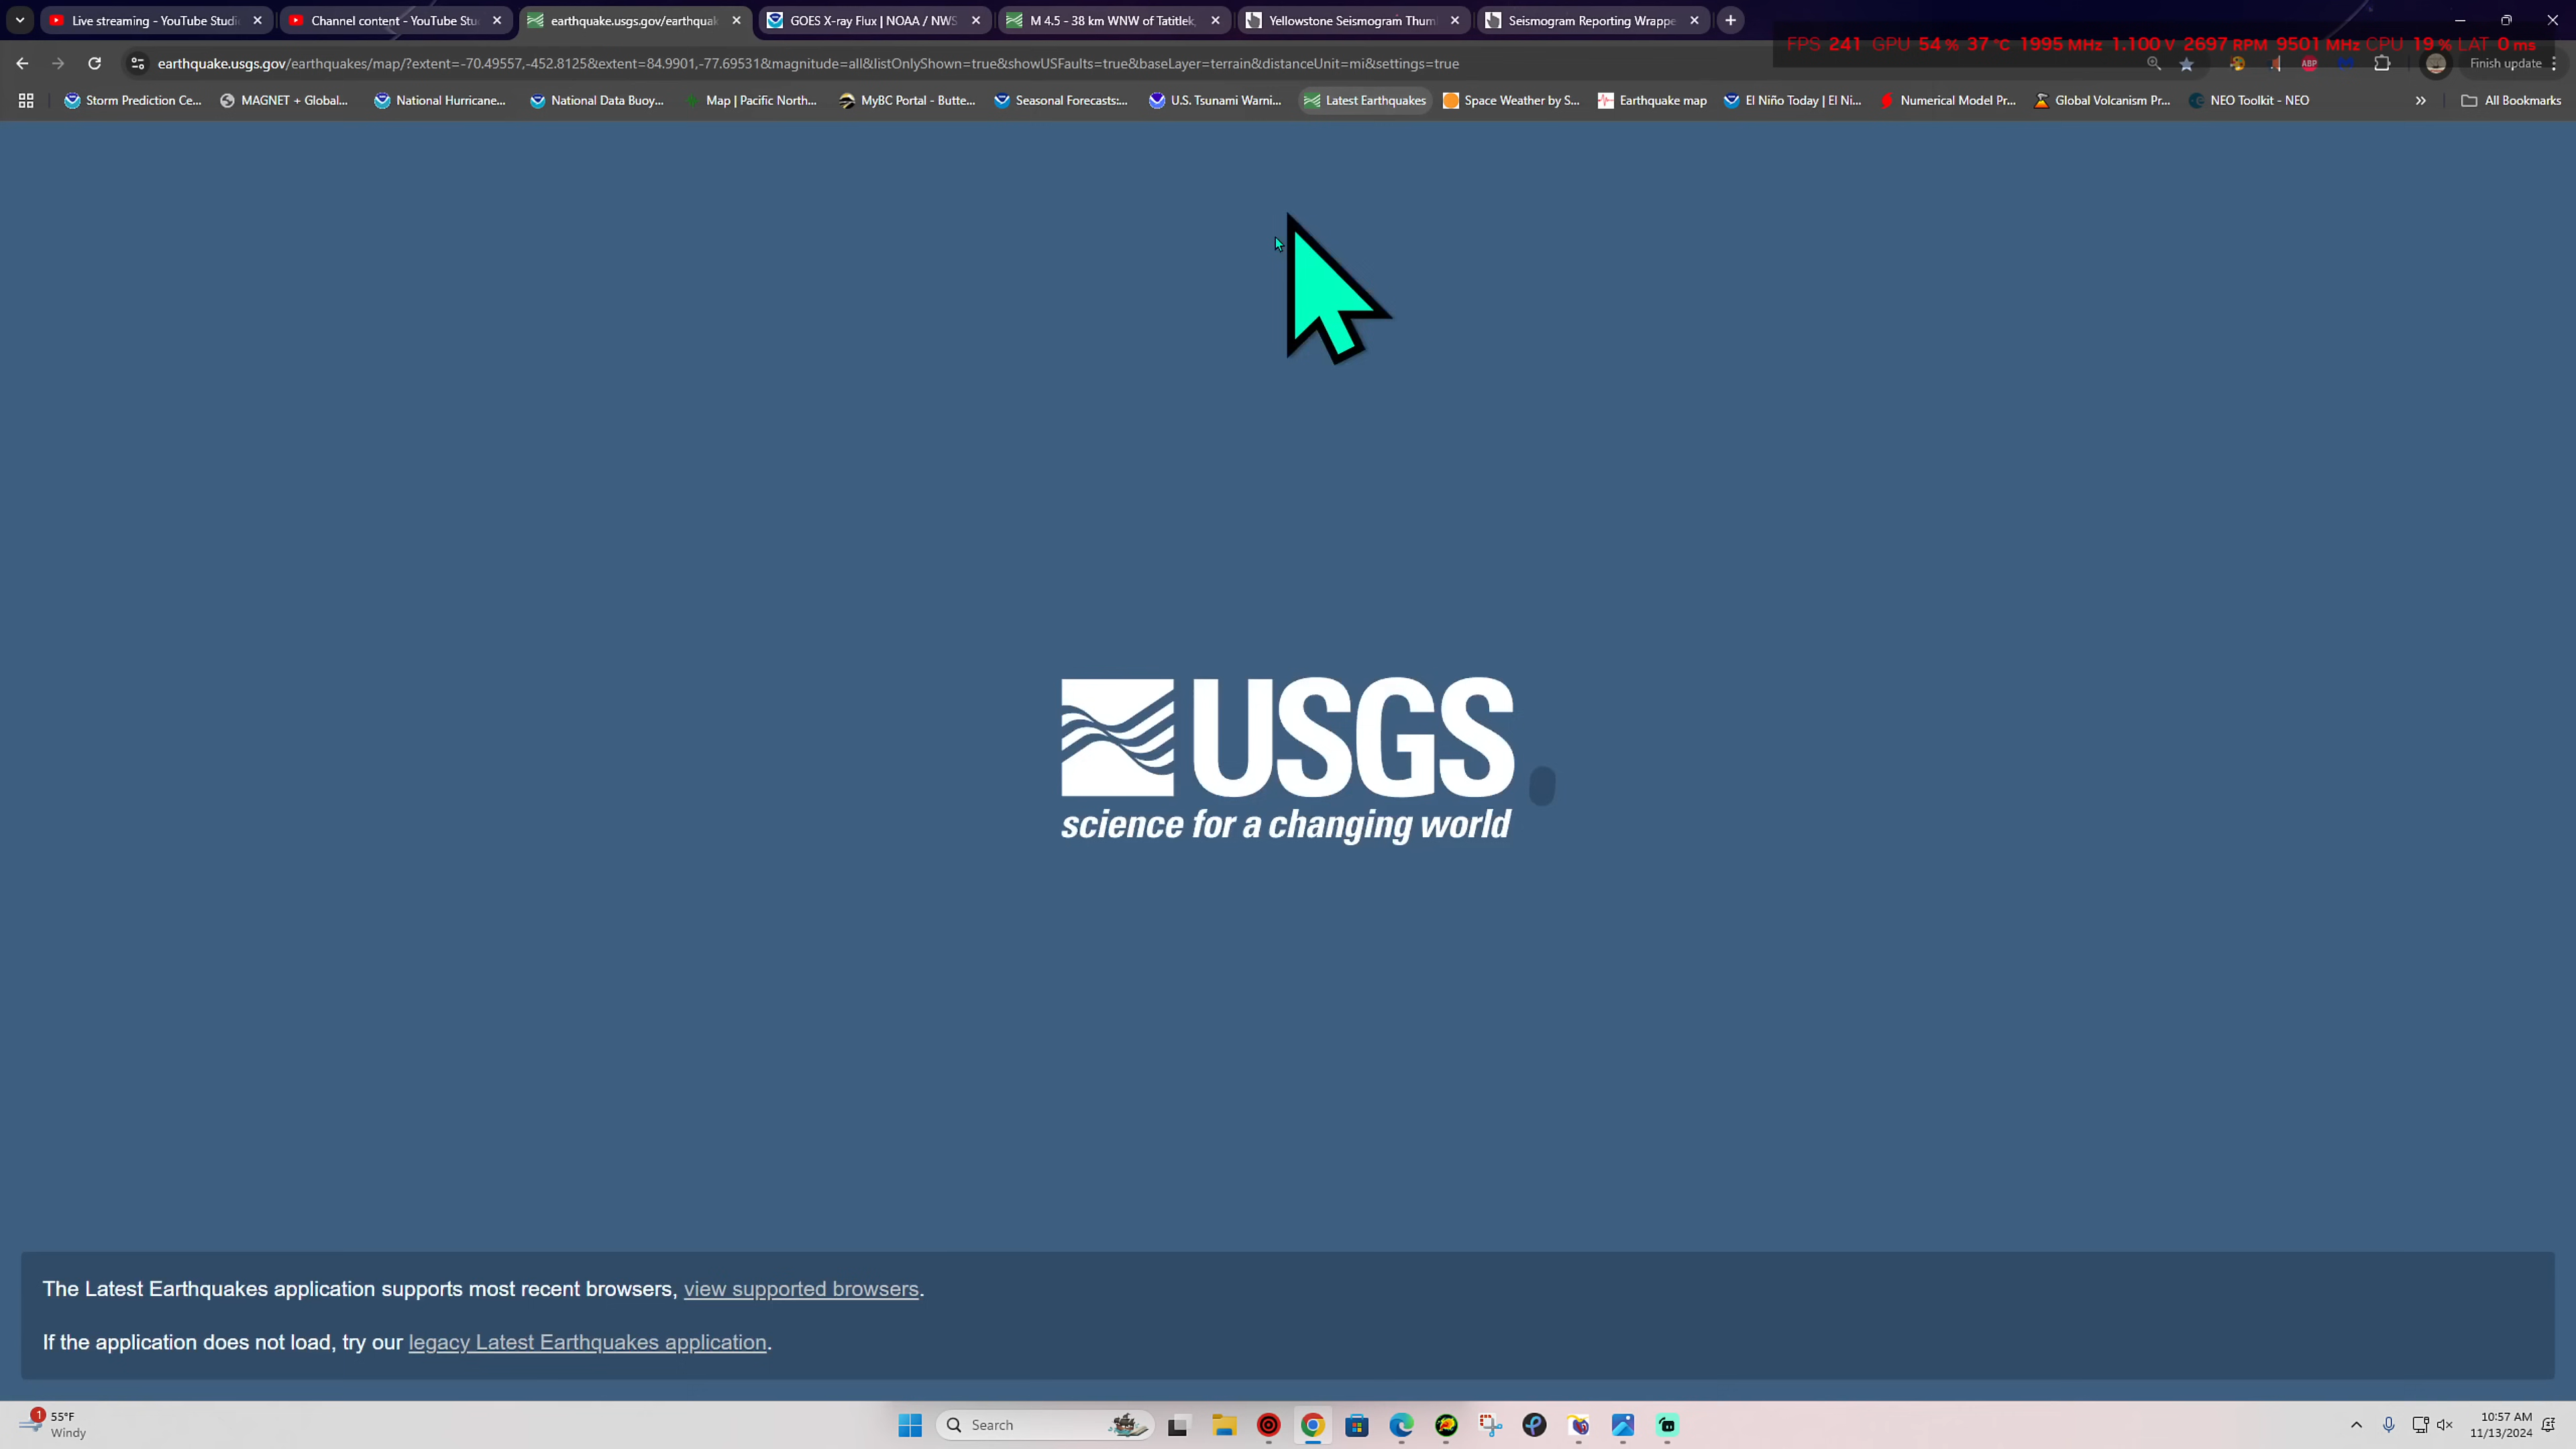 Live streaming - YouTube Studi
Channel content - YouTube Stu
earthquake.usgs.gov/earthquak
GOES X-ray Flux | NOAA / NWS
M 4.5 - 38 km WNW of Tatitlek,
Yellowstone Seismogram Thum
Seismogram Reporting Wrappe
FPS 241 GPU 54 % 37 °C 1995 MHz 1.100 V 2697 RPM 9501 MHz CPU 19 % LAT 0 ms
earthquake.usgs.gov/earthquakes/map/?extent=-70.49557,-452.8125&extent=84.9901,-77.69531&magnitude=all&listOnlyShown=true&showUSFaults=true&baseLayer=terrain&distanceUnit=mi&settings=true
ABP
Finish update
Storm Prediction Ce...
MAGNET + Global...
National Hurricane...
National Data Buoy...
Map | Pacific North...
MyBC Portal - Butte...
Seasonal Forecasts:...
U.S. Tsunami Warni...
Latest Earthquakes
Space Weather by S...
Earthquake map
El Niño Today | El Ni...
Numerical Model Pr...
Global Volcanism Pr...
NEO Toolkit - NEO
All Bookmarks
USGS
science for a changing world
The Latest Earthquakes application supports most recent browsers, view supported browsers.
If the application does not load, try our legacy Latest Earthquakes application.
1
55°F
Windy
Search
10:57 AM
11/13/2024